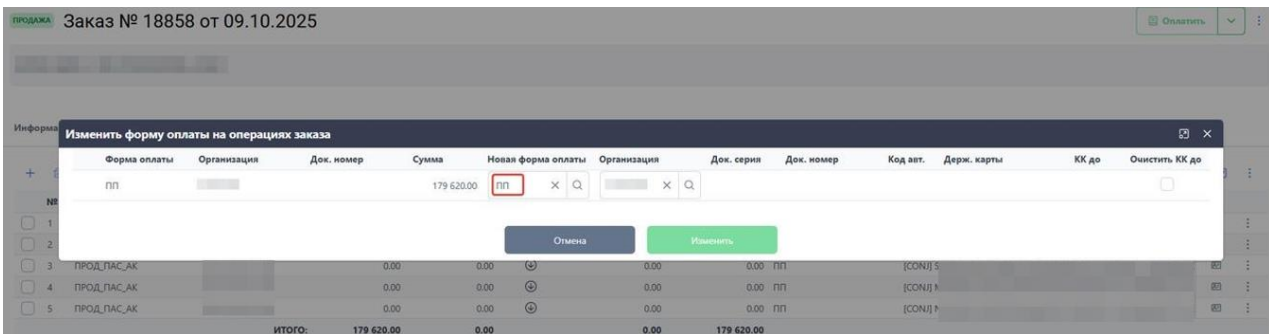 ПРОДАЖА Заказ № 18858 от 09.10.2025
Оплатить
Информа
Изменить форму оплаты на операциях заказа
Форма оплаты Организация Док. номер Сумма Новая форма оплаты Организация Док. серия Док. номер Код авт. Держ. карты КК до Очистить КК до
ПП 179 620.00 ПП
№
1
2
Отмена Изменить
3 ПРОД_ПАС_АК 0.00 0.00 0.00 0.00 ПП [CONJ] 5
4 ПРОД_ПАС_АК 0.00 0.00 0.00 0.00 ПП [CONJ]
5 ПРОД_ПАС_АК 0.00 0.00 0.00 0.00 ПП [CONJ]
ИТОГО: 179 620.00 0.00 0.00 179 620.00